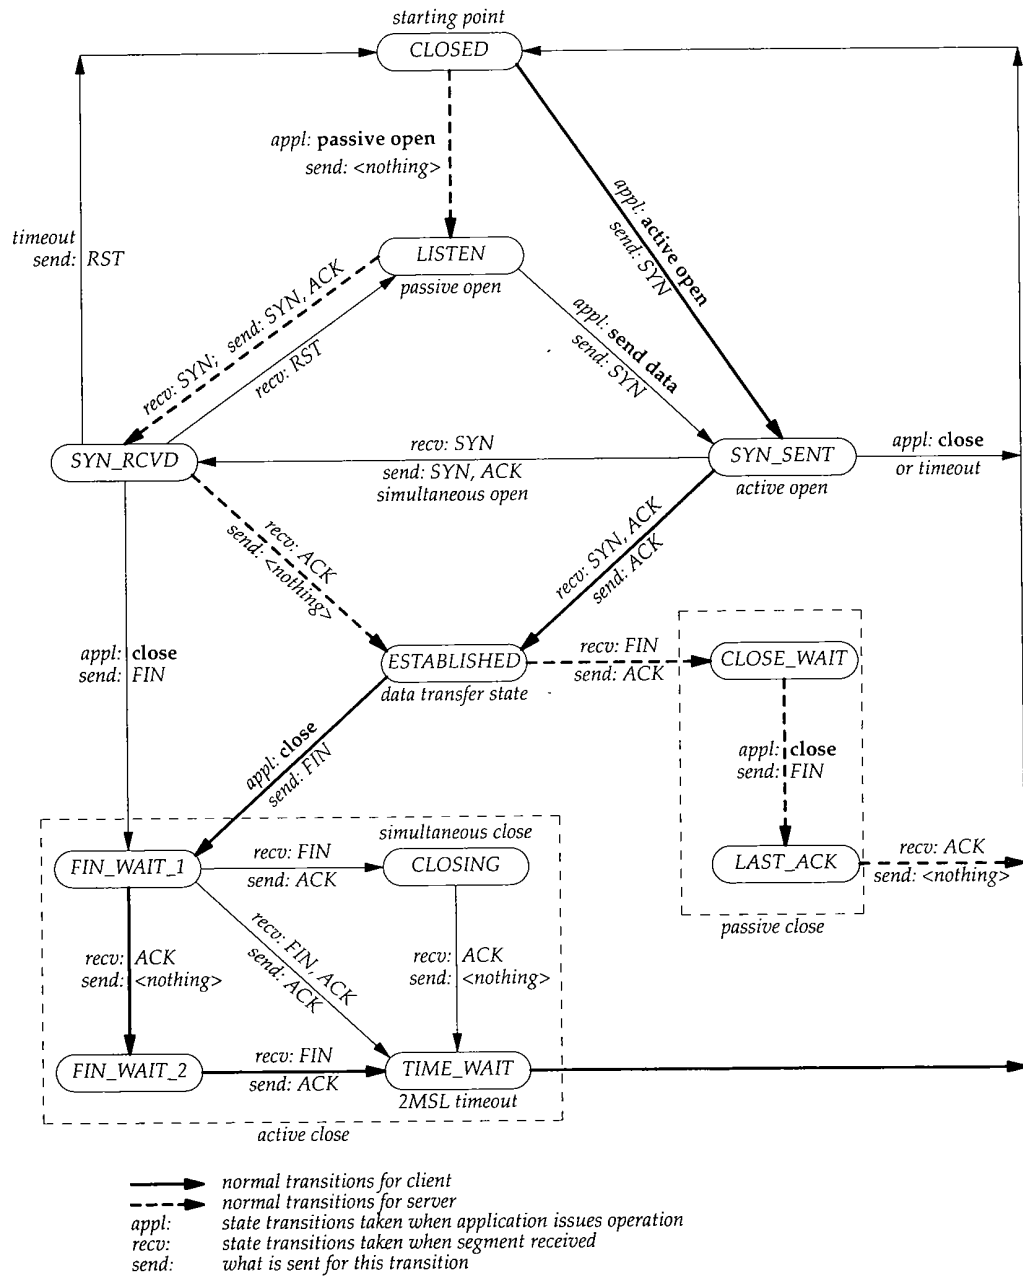 starting point
CLOSED
appl: passive open
send: <nothing>
appl: active open
send: SYN
timeout
send: RST
LISTEN
passive open
recv: SYN; send: SYN, ACK
recv: RST
appl: send data
send: SYN
SYN_RCVD
recv: SYN
send: SYN, ACK
simultaneous open
SYN_SENT
active open
appl: close
or timeout
recv: ACK
send: <nothing>
recv: SYN, ACK
send: ACK
appl: close
send: FIN
ESTABLISHED
data transfer state
recv: FIN
send: ACK
CLOSE_WAIT
appl: close
send: FIN
appl: close
send: FIN
simultaneous close
FIN_WAIT_1
recv: FIN
send: ACK
CLOSING
LAST_ACK
recv: ACK
send: <nothing>
passive close
recv: ACK
send: <nothing>
recv: FIN, ACK
send: ACK
recv: ACK
send: <nothing>
FIN_WAIT_2
recv: FIN
send: ACK
TIME_WAIT
2MSL timeout
active close
normal transitions for client
normal transitions for server
appl: state transitions taken when application issues operation
recv: state transitions taken when segment received
send: what is sent for this transition